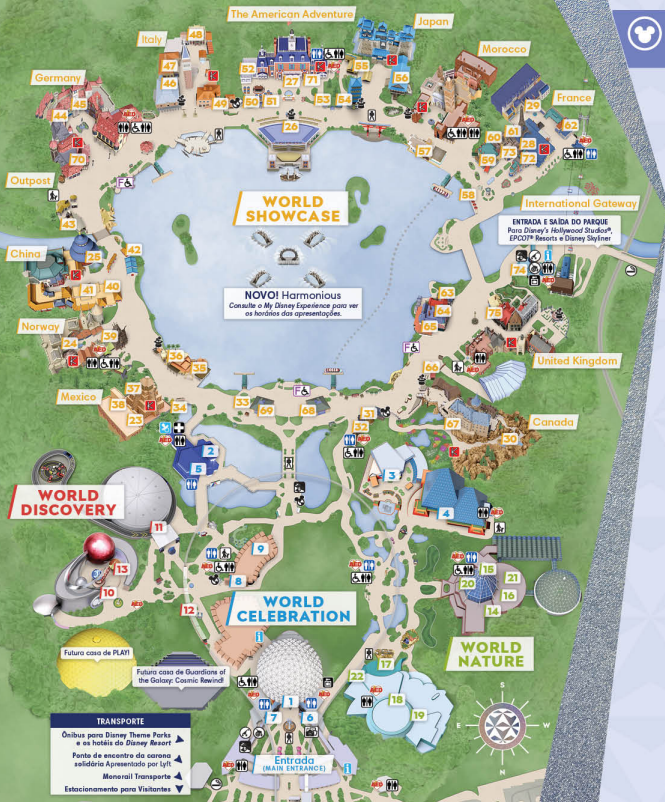 The American Adventure
Japan
Italy
Morocco
Germany
France
Outpost
International Gateway
ENTRADA E SAÍDA DO PARQUE
Para Disney's Hollywood Studios®,
EPCOT® Resorts e Disney Skyliner
WORLD
SHOWCASE
NOVO! Harmonious
Consulte o My Disney Experience para ver
os horários das apresentações.
China
Norway
Mexico
United Kingdom
Canada
WORLD
DISCOVERY
WORLD
CELEBRATION
WORLD
NATURE
Futura casa de PLAY!
Futura casa de Guardians of
the Galaxy: Cosmic Rewind!
TRANSPORTE
Ônibus para Disney Theme Parks
e os hotéis do Disney Resort
Ponto de encontro da carona
solidária Apresentado por Lyft
Monorail Transporte
Estacionamento para Visitantes
Entrada
(MAIN ENTRANCE)
S
E
W
N
48
47
46
49
50
51
52
27
71
53
54
55
56
57
58
29
61
60
59
73
28
72
62
45
44
70
26
43
42
28
41
40
24
39
36
35
37
38
23
34
33
69
68
31
32
63
64
65
66
74
75
67
30
2
5
3
4
11
13
10
12
9
8
1
7
6
15
20
21
16
14
17
22
18
19
AED